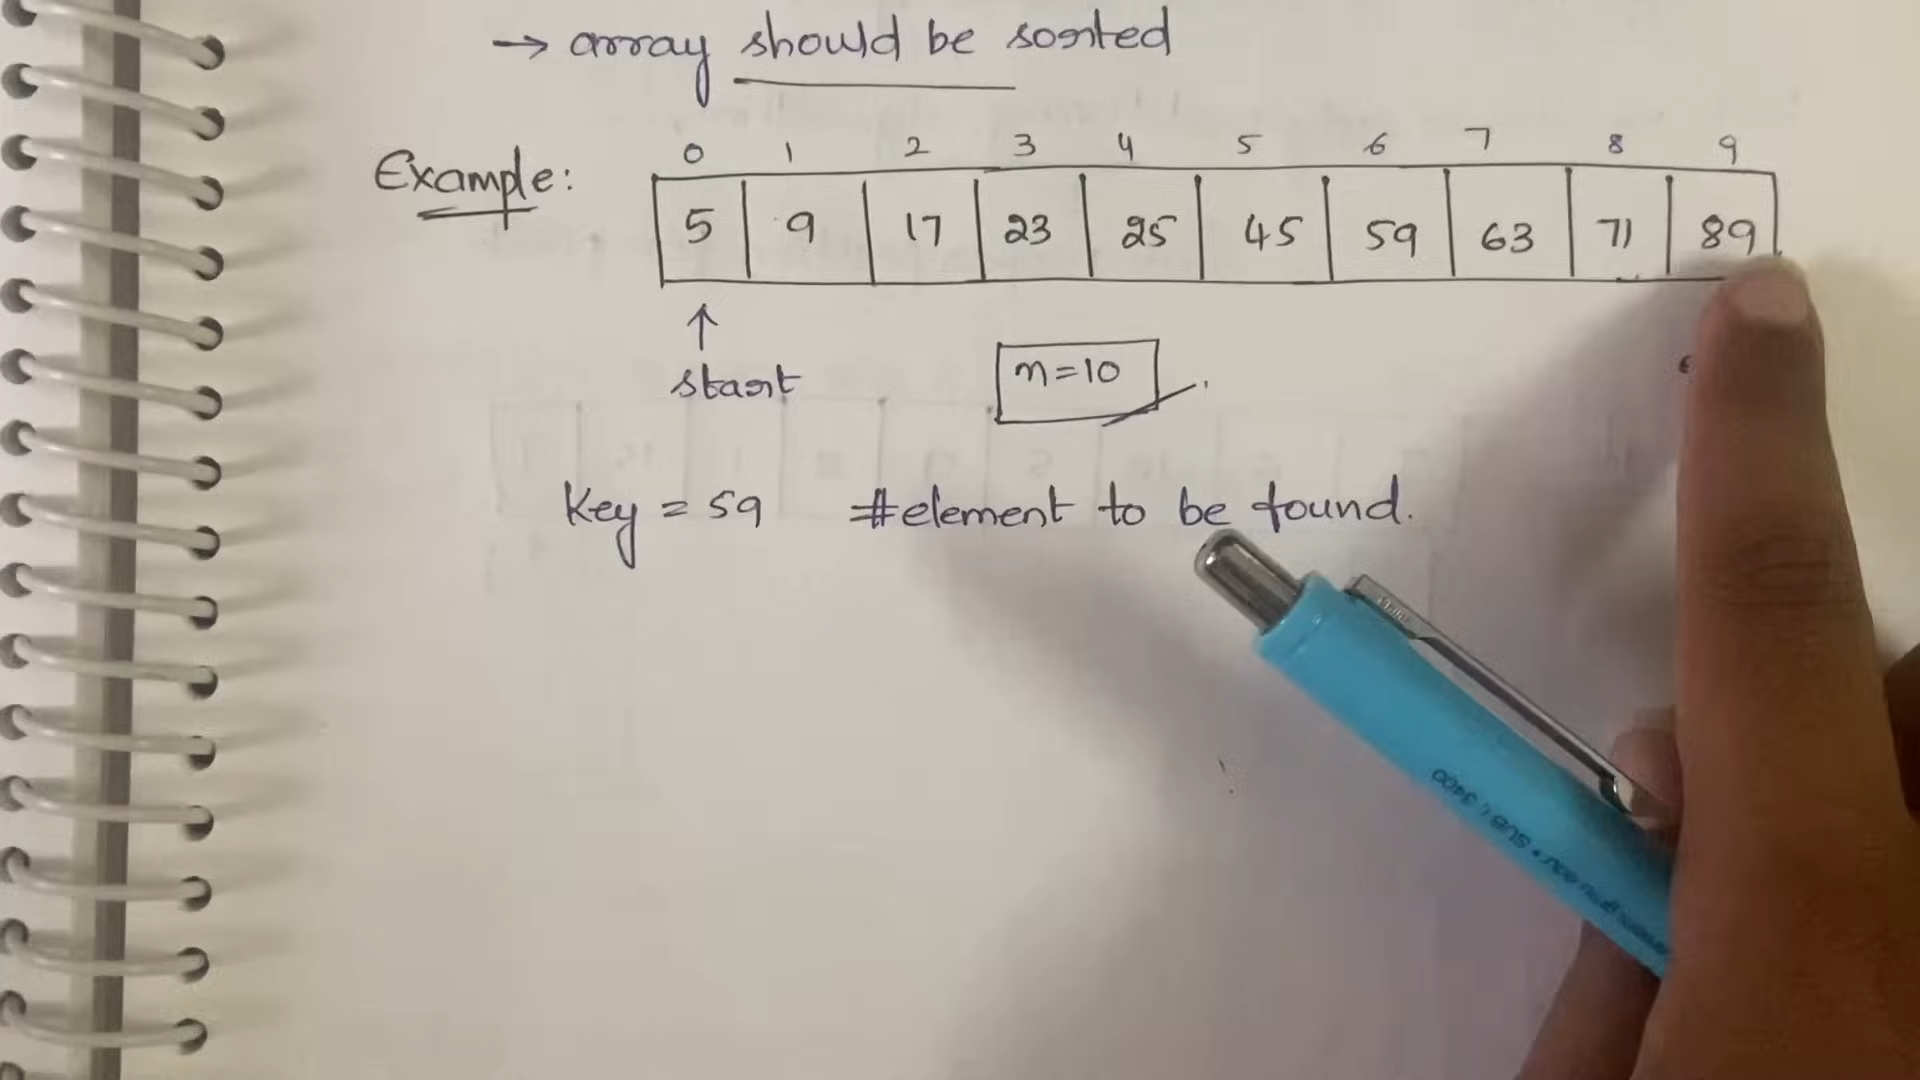 → array should be sorted
Example:
0 1 2 3 4 5 6 7 8 9
5 9 17 23 25 45 59 63 71 89
↑
start
n=10
Key = 59 #element to be found.